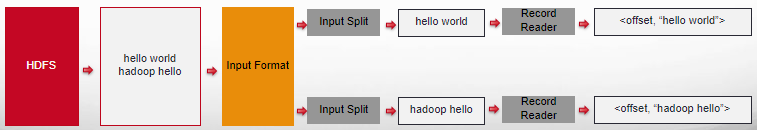 HDFS
hello world
hadoop hello
Input Format
Input Split
hello world
Record
Reader
<offset, “hello world”>
Input Split
hadoop hello
Record
Reader
<offset, “hadoop hello”>